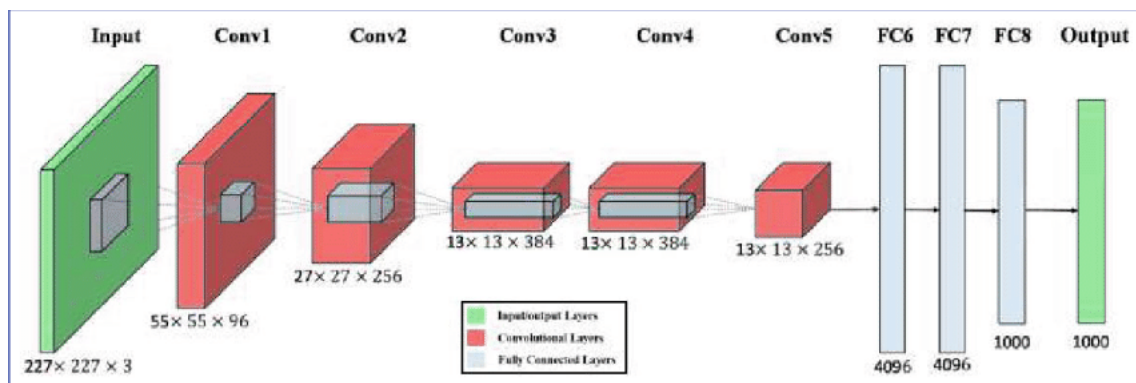 Input Conv1 Conv2 Conv3 Conv4 Conv5 FC6 FC7 FC8 Output
227× 227 × 3
55× 55 × 96
27× 27 × 256
13× 13 × 384
13× 13 × 384
13× 13 × 256
4096
4096
1000
1000
Input/output Layers
Convolutional Layers
Fully Connected Layers